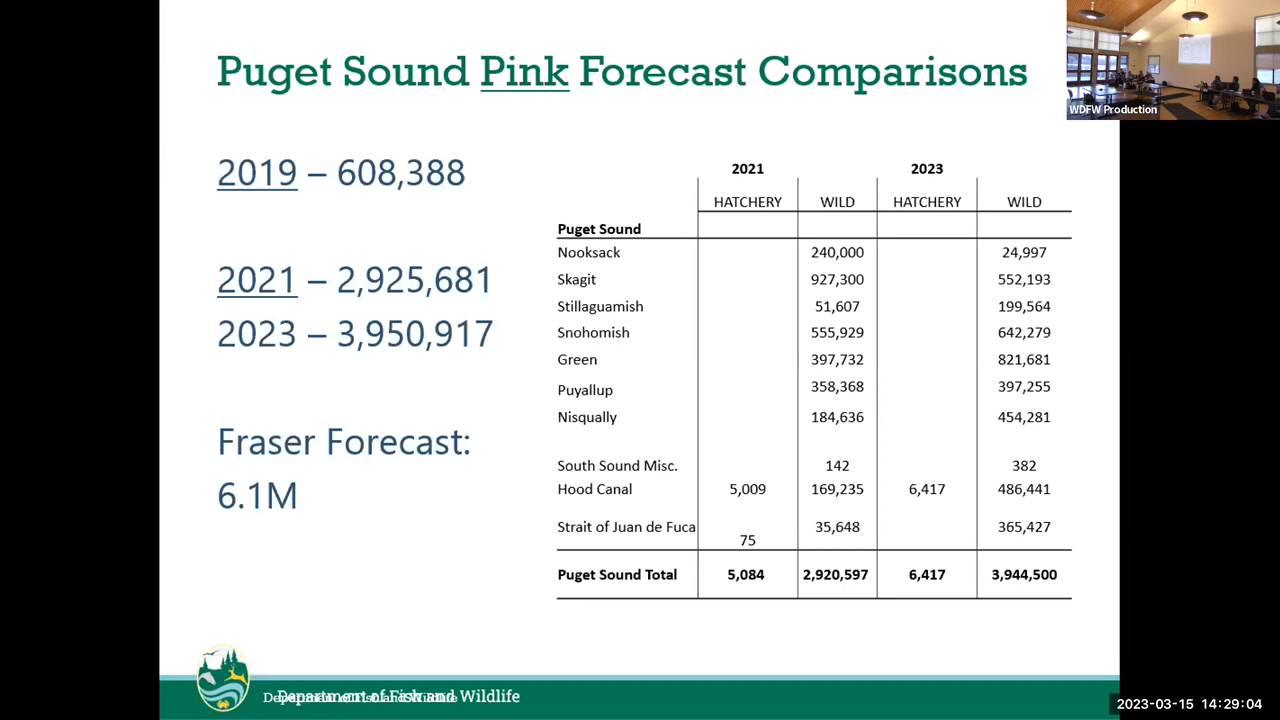 Puget Sound Pink Forecast Comparisons
WDFW Production
2019 – 608,388
2021 – 2,925,681
2023 – 3,950,917
Fraser Forecast:
6.1M
2021 2023
HATCHERY WILD HATCHERY WILD
Puget Sound
Nooksack 240,000 24,997
Skagit 927,300 552,193
Stillaguamish 51,607 199,564
Snohomish 555,929 642,279
Green 397,732 821,681
Puyallup 358,368 397,255
Nisqually 184,636 454,281
South Sound Misc. 142 382
Hood Canal 5,009 169,235 6,417 486,441
Strait of Juan de Fuca 75 35,648 365,427
Puget Sound Total 5,084 2,920,597 6,417 3,944,500
Department of Fish and Wildlife
2023-03-15 14:29:04